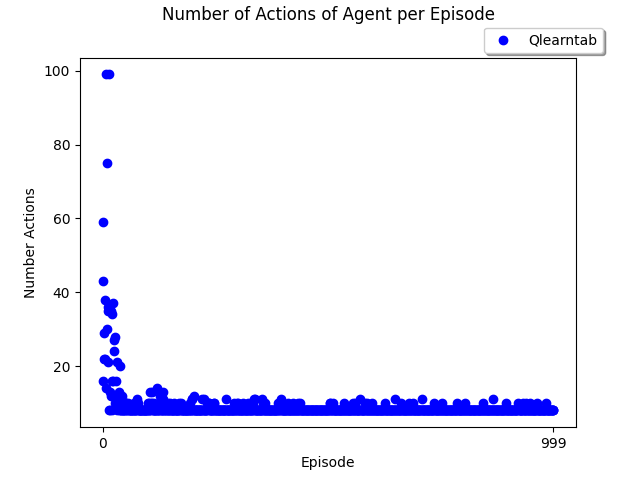 Number of Actions of Agent per Episode
Qlearntab
100
80
60
40
20
Number Actions
0
999
Episode